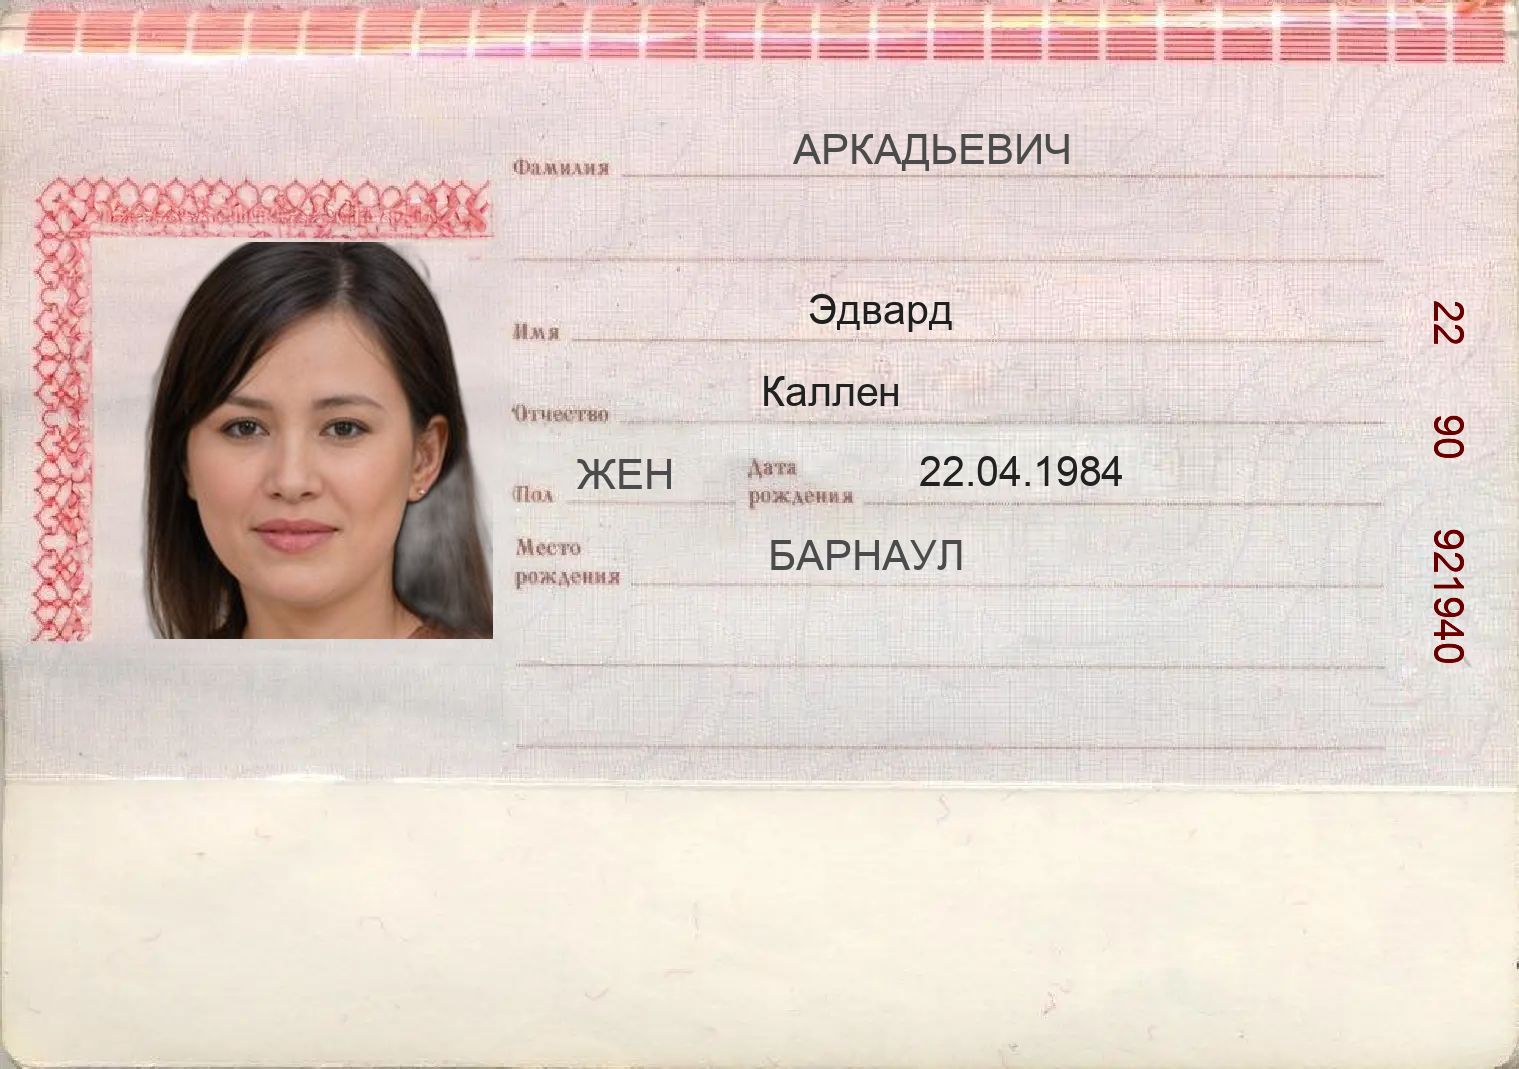 Фамилия АРКАДЬЕВИЧ
Имя Эдвард
Отчество Каллен
Пол ЖЕН Дата рождения 22.04.1984
Место рождения БАРНАУЛ
22 90 921940